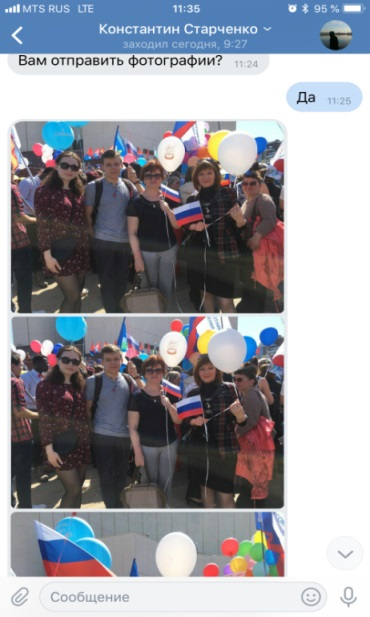 MTS RUS LTE 11:35 95 %
Константин Старченко
заходил сегодня, 9:27
Вам отправить фотографии? 11:24
Да 11:25
Сообщение